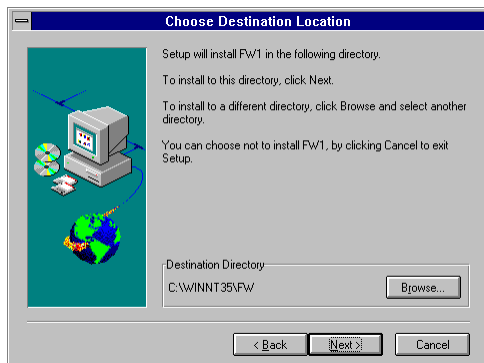 Choose Destination Location
Setup will install FW1 in the following directory.
To install to this directory, click Next.
To install to a different directory, click Browse and select another
directory.
You can choose not to install FW1, by clicking Cancel to exit
Setup.
Destination Directory
C:\WINNT35\FW
Browse...
< Back
Next >
Cancel